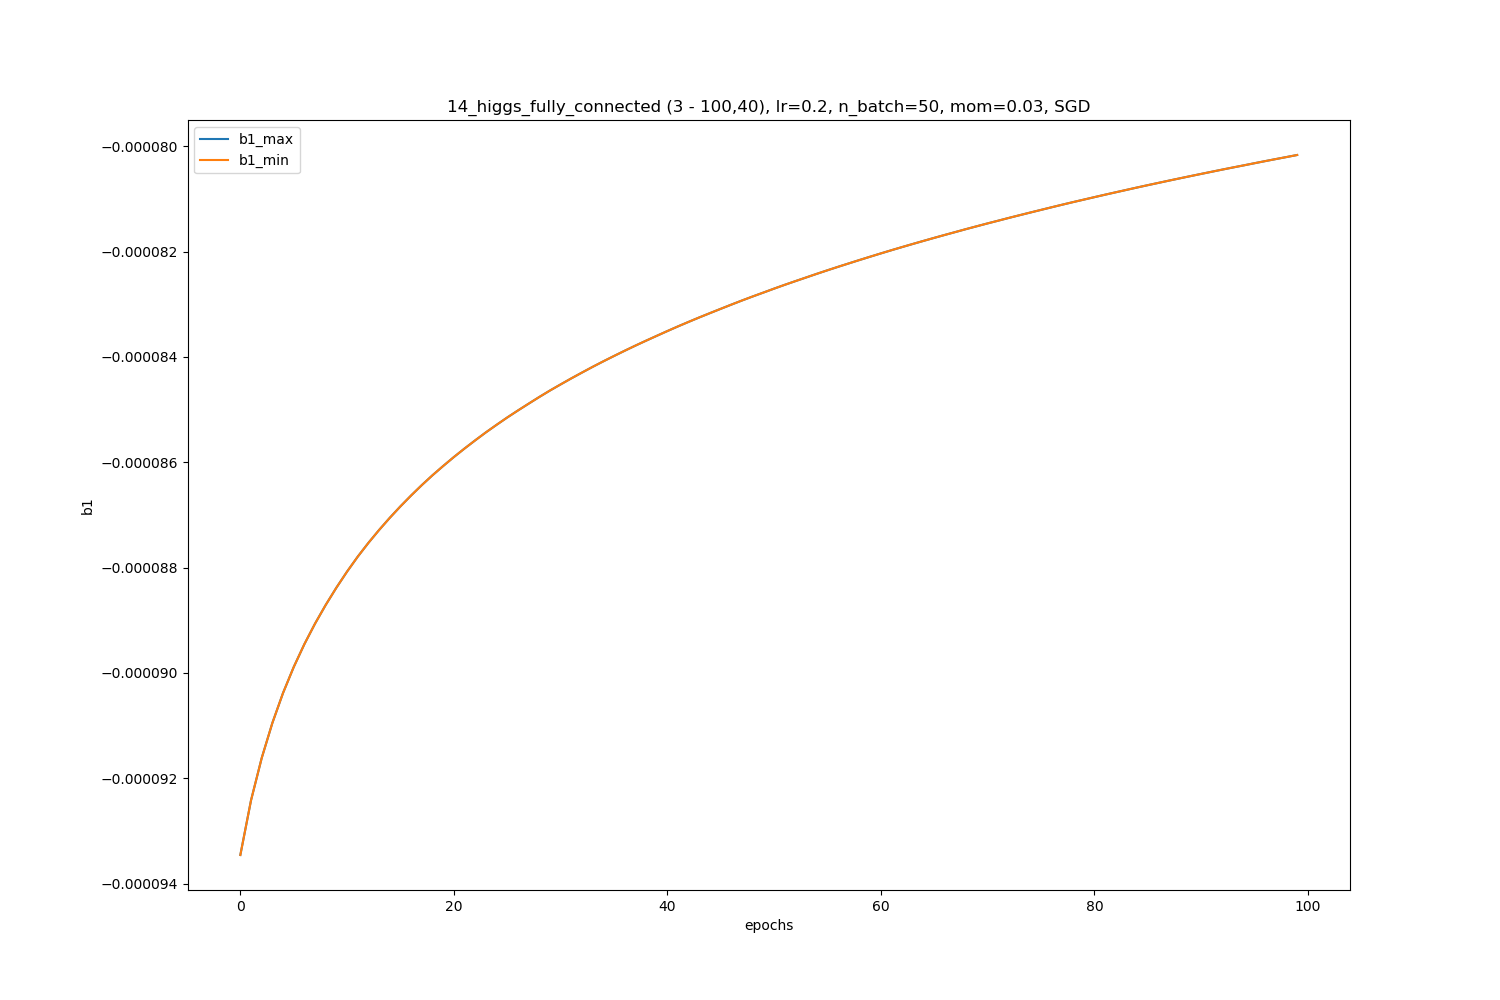 14_higgs_fully_connected (3 - 100,40), lr=0.2, n_batch=50, mom=0.03, SGD
b1_max
b1_min
−0.000080
−0.000082
−0.000084
−0.000086
−0.000088
−0.000090
−0.000092
−0.000094
b1
0 20 40 60 80 100
epochs